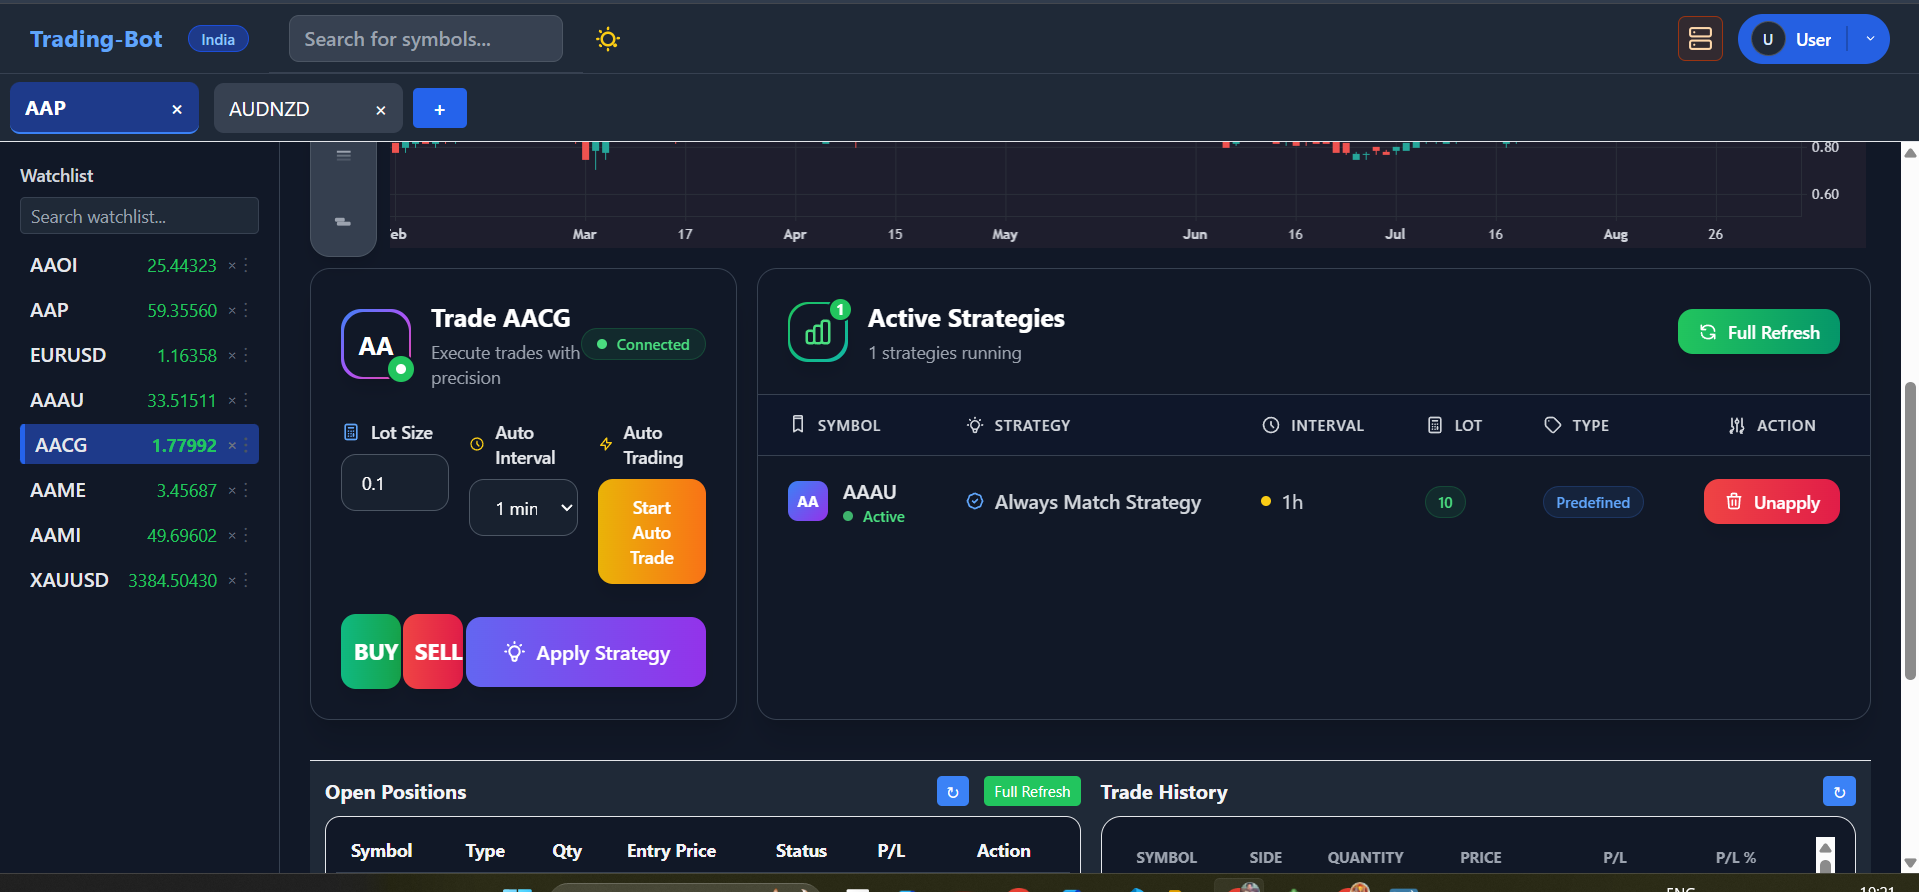 Trading-Bot
India
Search for symbols...
U
User
AAP ×
AUDNZD ×
+
Watchlist
Search watchlist...
AAOI 25.44323 ×
AAP 59.35560 ×
EURUSD 1.16358 ×
AAAU 33.51511 ×
AACG 1.77992 ×
AAME 3.45687 ×
AAMI 49.69602 ×
XAUUSD 3384.50430 ×
0.80
0.60
eb Mar 17 Apr 15 May Jun 16 Jul 16 Aug 26
AA
Trade AACG
Execute trades with
precision
Connected
Lot Size
0.1
Auto
Interval
1 min
Auto
Trading
Start
Auto
Trade
BUY
SELL
Apply Strategy
1
Active Strategies
1 strategies running
Full Refresh
SYMBOL STRATEGY INTERVAL LOT TYPE ACTION
AA
AAAU
Active
Always Match Strategy
1h
10
Predefined
Unapply
Open Positions
Full Refresh
Symbol Type Qty Entry Price Status P/L Action
Trade History
SYMBOL SIDE QUANTITY PRICE P/L P/L %
ENG